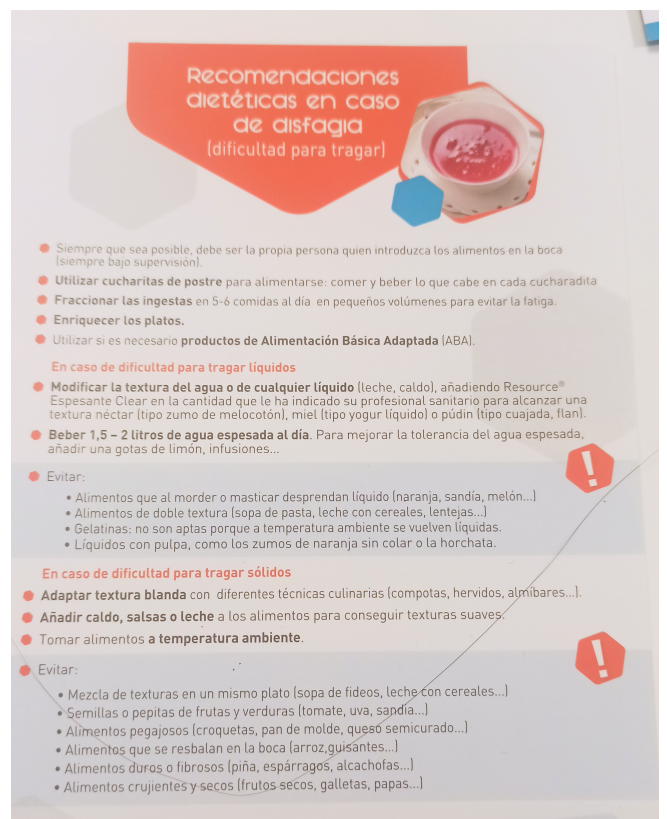 Recomendaciones
dietéticas en caso
de disfagia
(dificultad para tragar)
Siempre que sea posible, debe ser la propia persona quien introduzca los alimentos en la boca
(siempre bajo supervisión).
Utilizar cucharitas de postre para alimentarse: comer y beber lo que cabe en cada cucharadita
Fraccionar las ingestas en 5-6 comidas al día en pequeños volúmenes para evitar la fatiga.
Enriquecer los platos.
Utilizar si es necesario productos de Alimentación Básica Adaptada (ABA).
En caso de dificultad para tragar líquidos
Modificar la textura del agua o de cualquier líquido (leche, caldo), añadiendo Resource®
Espesante Clear en la cantidad que le ha indicado su profesional sanitario para alcanzar una
textura néctar (tipo zumo de melocotón), miel (tipo yogur líquido) o púdin (tipo cuajada, flan).
Beber 1,5 – 2 litros de agua espesada al día. Para mejorar la tolerancia del agua espesada,
añadir una gotas de limón, infusiones...
!
Evitar:
• Alimentos que al morder o masticar desprendan líquido (naranja, sandía, melón...)
• Alimentos de doble textura (sopa de pasta, leche con cereales, lentejas...)
• Gelatinas: no son aptas porque a temperatura ambiente se vuelven líquidas.
• Líquidos con pulpa, como los zumos de naranja sin colar o la horchata.
En caso de dificultad para tragar sólidos
Adaptar textura blanda con diferentes técnicas culinarias (compotas, hervidos, almíbares...).
Añadir caldo, salsas o leche a los alimentos para conseguir texturas suaves.
Tomar alimentos a temperatura ambiente.
!
Evitar:
• Mezcla de texturas en un mismo plato (sopa de fideos, leche con cereales...)
• Semillas o pepitas de frutas y verduras (tomate, uva, sandía...)
• Alimentos pegajosos (croquetas, pan de molde, queso semicurado...)
• Alimentos que se resbalan en la boca (arroz,guisantes...)
• Alimentos duros o fibrosos (piña, espárragos, alcachofas...)
• Alimentos crujientes y secos (frutos secos, galletas, papas...)